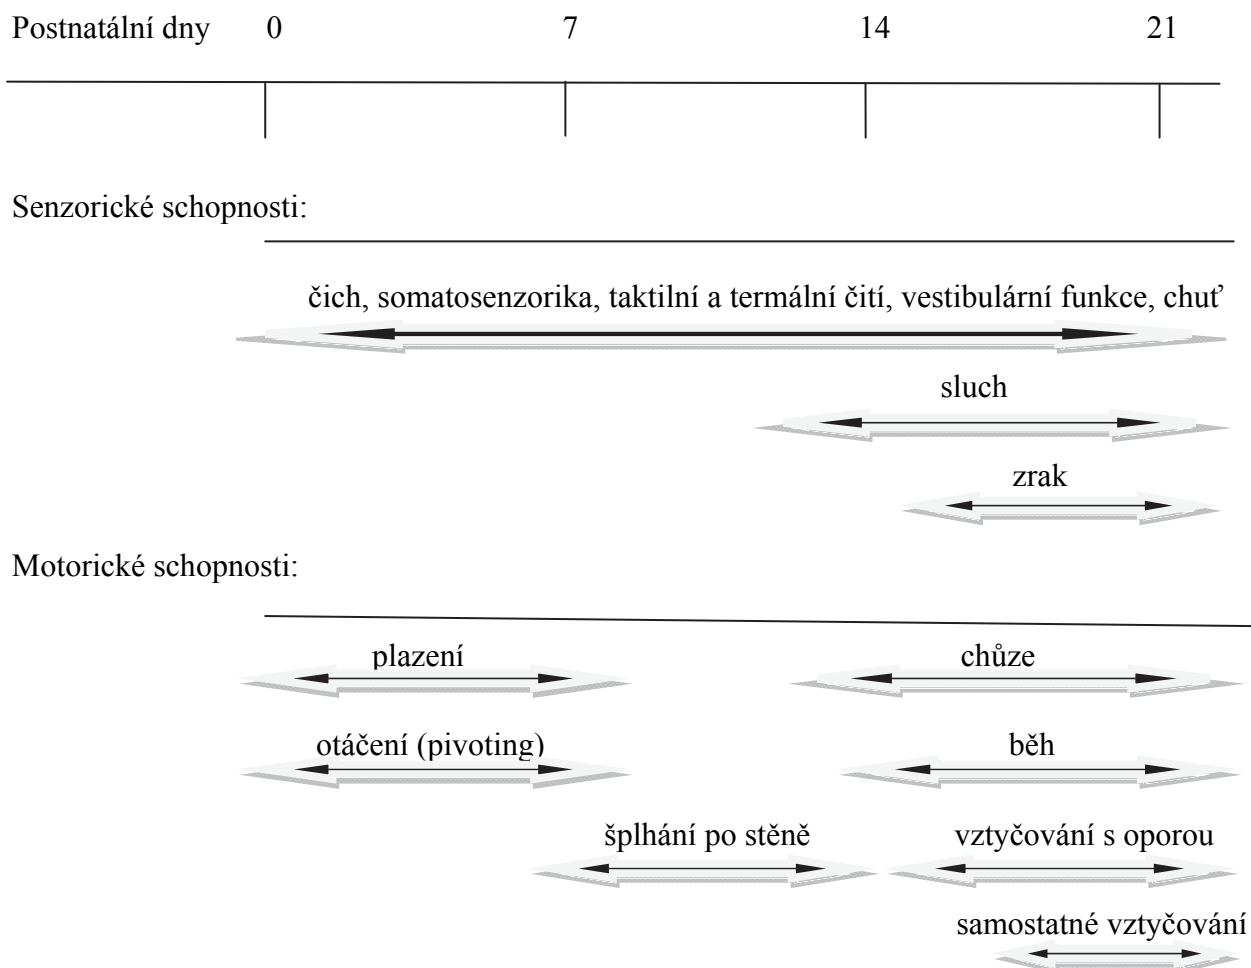 Postnatální dny 0 7 14 21
Senzorické schopnosti:
čich, somatosenzorika, taktilní a termální čití, vestibulární funkce, chuť
sluch
zrak
Motorické schopnosti:
plazení chůze
otáčení (pivoting) běh
šplhání po stěně vztyčování s oporou
samostatné vztyčování